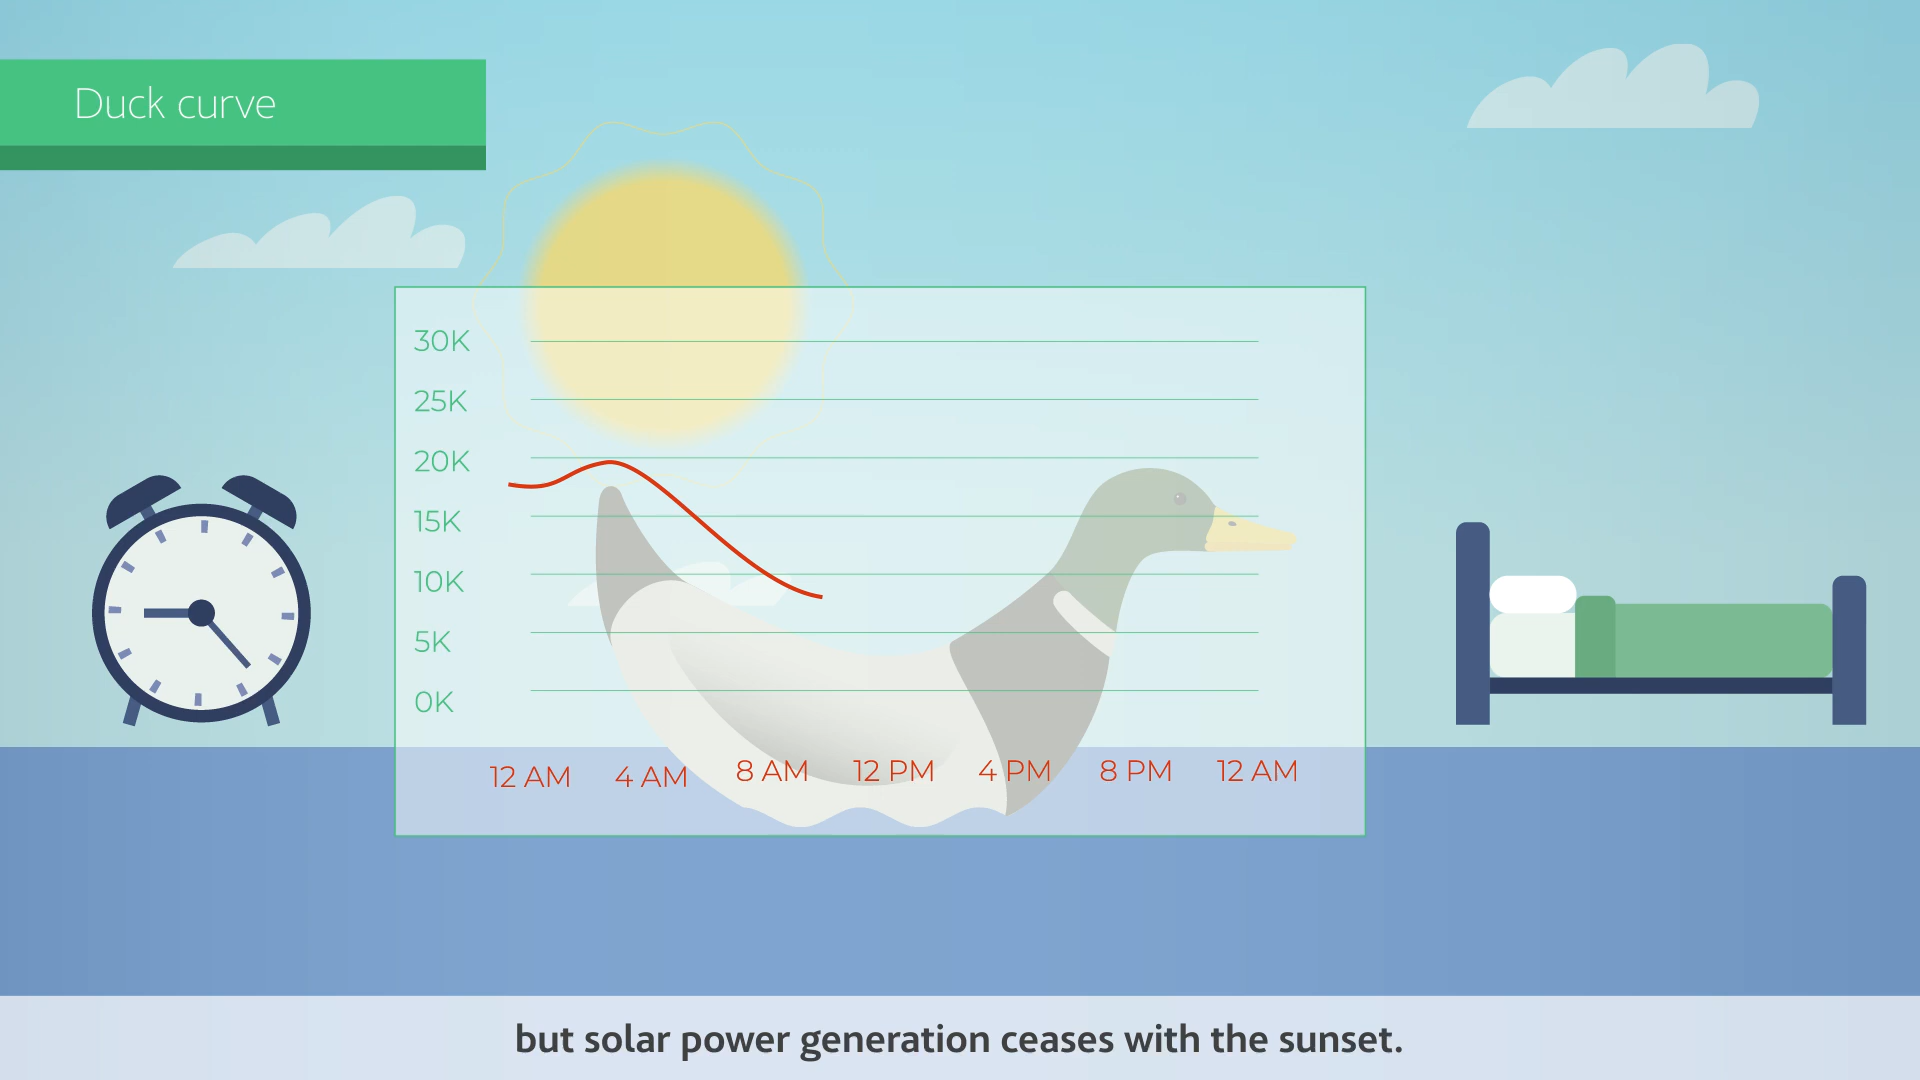 Duck curve
30K
25K
20K
15K
10K
5K
0K
12 AM 4 AM 8 AM 12 PM 4 PM 8 PM 12 AM
but solar power generation ceases with the sunset.